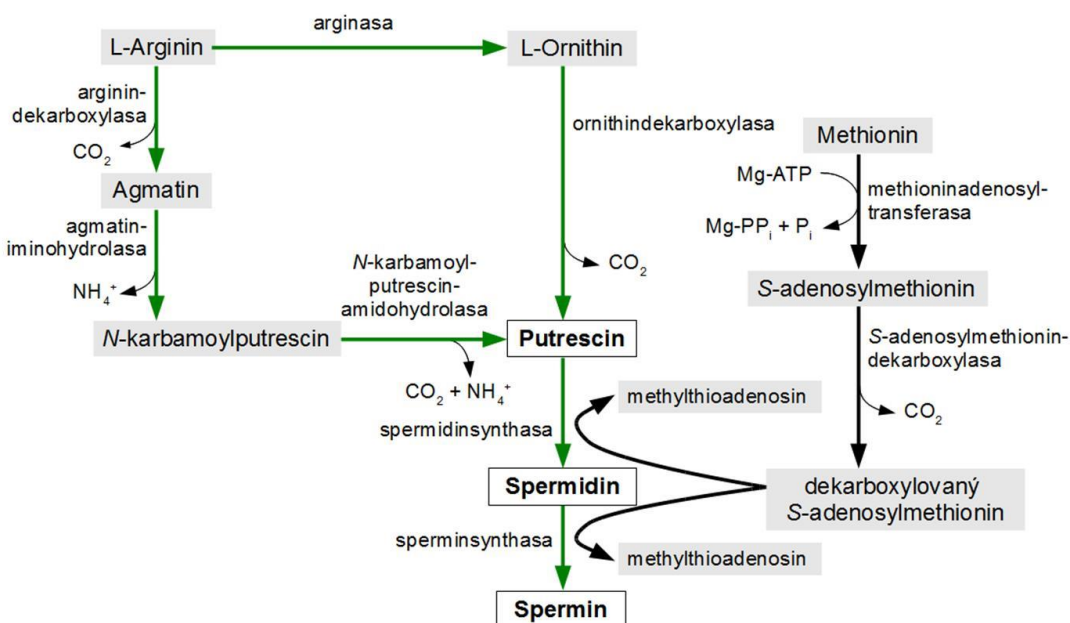 arginasa
L-Arginin
L-Ornithin
arginin-
dekarboxylasa
CO2
Agmatin
ornithindekarboxylasa
Methionin
Mg-ATP
methioninadenosyl-
transferasa
Mg-PPi + Pi
agmatin-
iminohydrolasa
NH4+
N-karbamoyl-
putrescin-
amidohydrolasa
CO2
S-adenosylmethionin
N-karbamoylputrescin
Putrescin
S-adenosylmethionin-
dekarboxylasa
CO2 + NH4+
methylthioadenosin
CO2
spermidinsynthasa
Spermidin
dekarboxylovaný
S-adenosylmethionin
sperminsynthasa
methylthioadenosin
Spermin